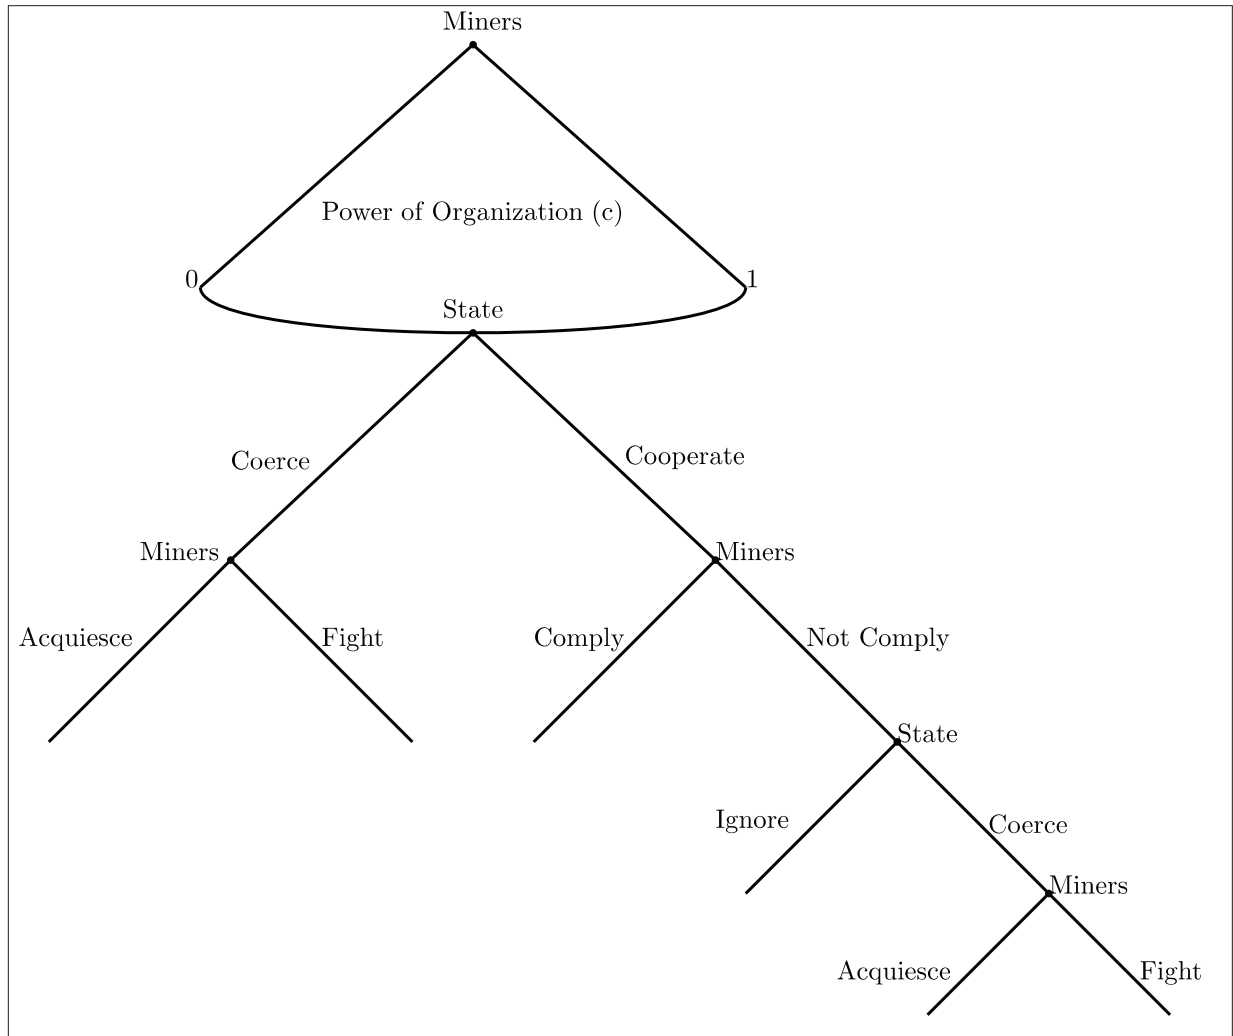 Miners
Power of Organization (c)
0
1
State
Coerce
Cooperate
Miners
Miners
Acquiesce
Fight
Comply
Not Comply
State
Ignore
Coerce
Miners
Acquiesce
Fight